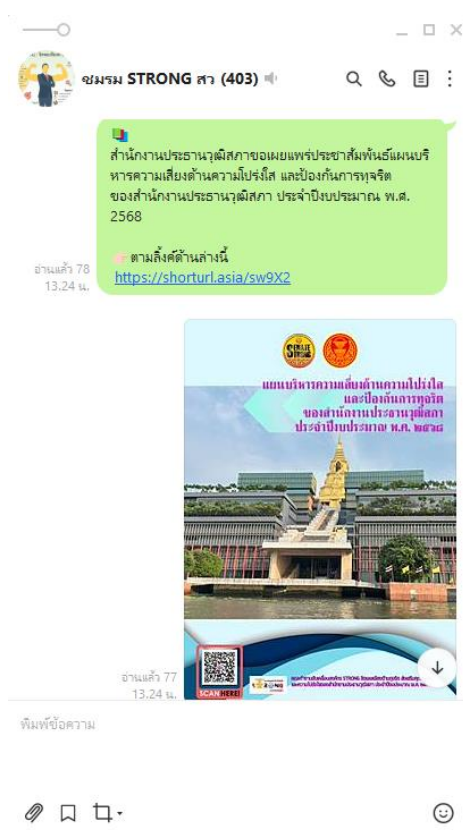 ชมรม STRONG สว (403)
สำนักงานประธานวุฒิสภาขอเผยแพร่ประชาสัมพันธ์แผนบริ
หารความเสี่ยงด้านความโปร่งใส และป้องกันการทุจริต
ของสำนักงานประธานวุฒิสภา ประจำปีงบประมาณ พ.ศ.
2568
ตามลิ้งค์ด้านล่างนี้
https://shorturl.asia/sw9X2
อ่านแล้ว 78
13.24 น.
แผนบริหารความเสี่ยงด้านความโปร่งใส
และป้องกันการทุจริต
ของสำนักงานประธานวุฒิสภา
ประจำปีงบประมาณ พ.ศ. ๒๕๖๘
SCAN HERE!
อ่านแล้ว 77
13.24 น.
พิมพ์ข้อความ